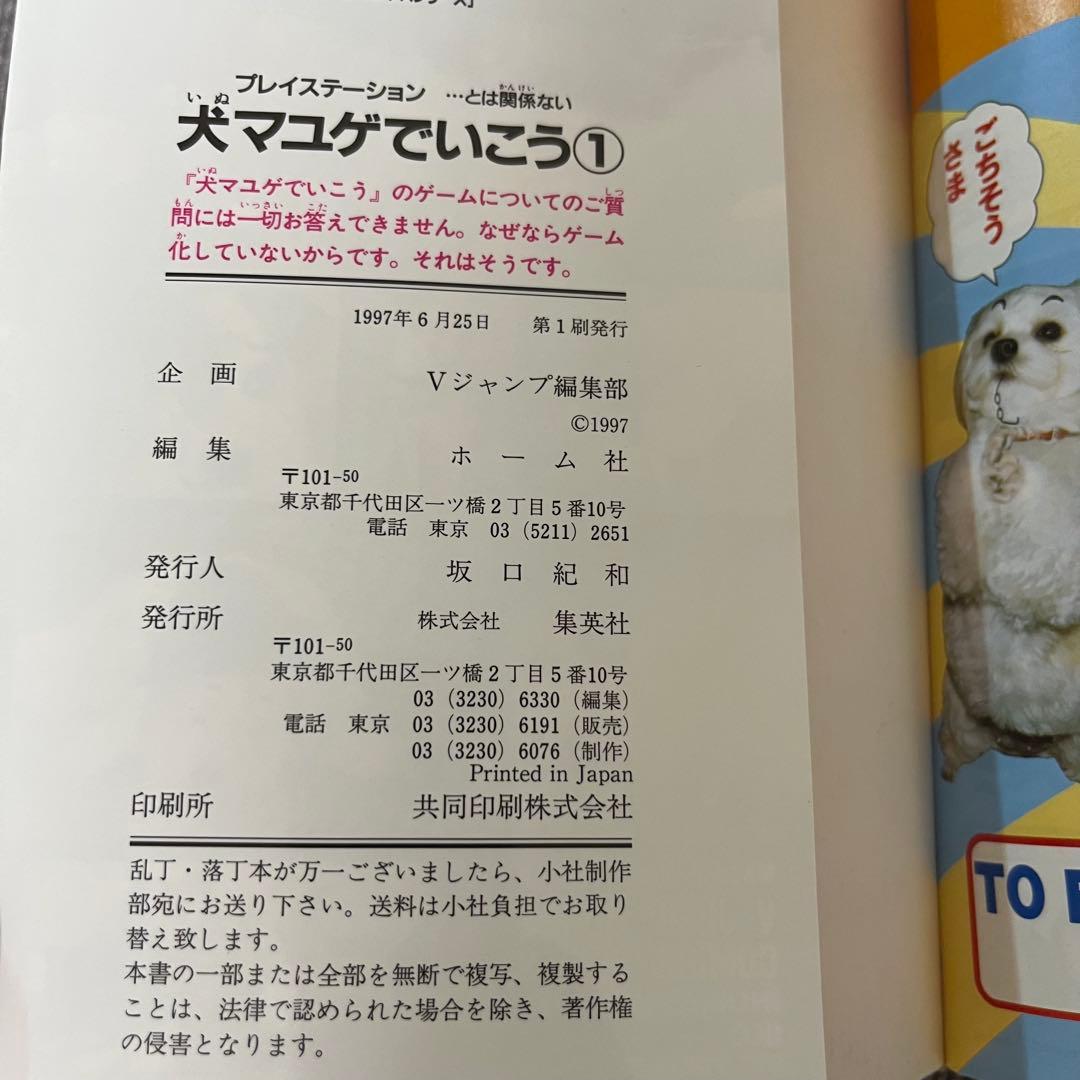 シリーズ」
プレイステーション …とは関係ない
犬マユゲでいこう①
『犬マユゲでいこう』のゲームについてのご質
問には一切お答えできません。なぜならゲーム
化していないからです。それはそうです。
1997年6月25日 第1刷発行
企画 Vジャンプ編集部
©1997
編集 ホーム社
〒101-50
東京都千代田区一ツ橋2丁目5番10号
電話 東京 03 (5211) 2651
発行人 坂口紀和
発行所 株式会社 集英社
〒101-50
東京都千代田区一ツ橋2丁目5番10号
03 (3230) 6330 (編集)
電話 東京 03 (3230) 6191 (販売)
03 (3230) 6076 (制作)
Printed in Japan
印刷所 共同印刷株式会社
乱丁・落丁本が万一ございましたら、小社制作
部宛にお送り下さい。送料は小社負担でお取り
替え致します。
本書の一部または全部を無断で複写、複製する
ことは、法律で認められた場合を除き、著作権
の侵害となります。
ごちそう
さま
TO